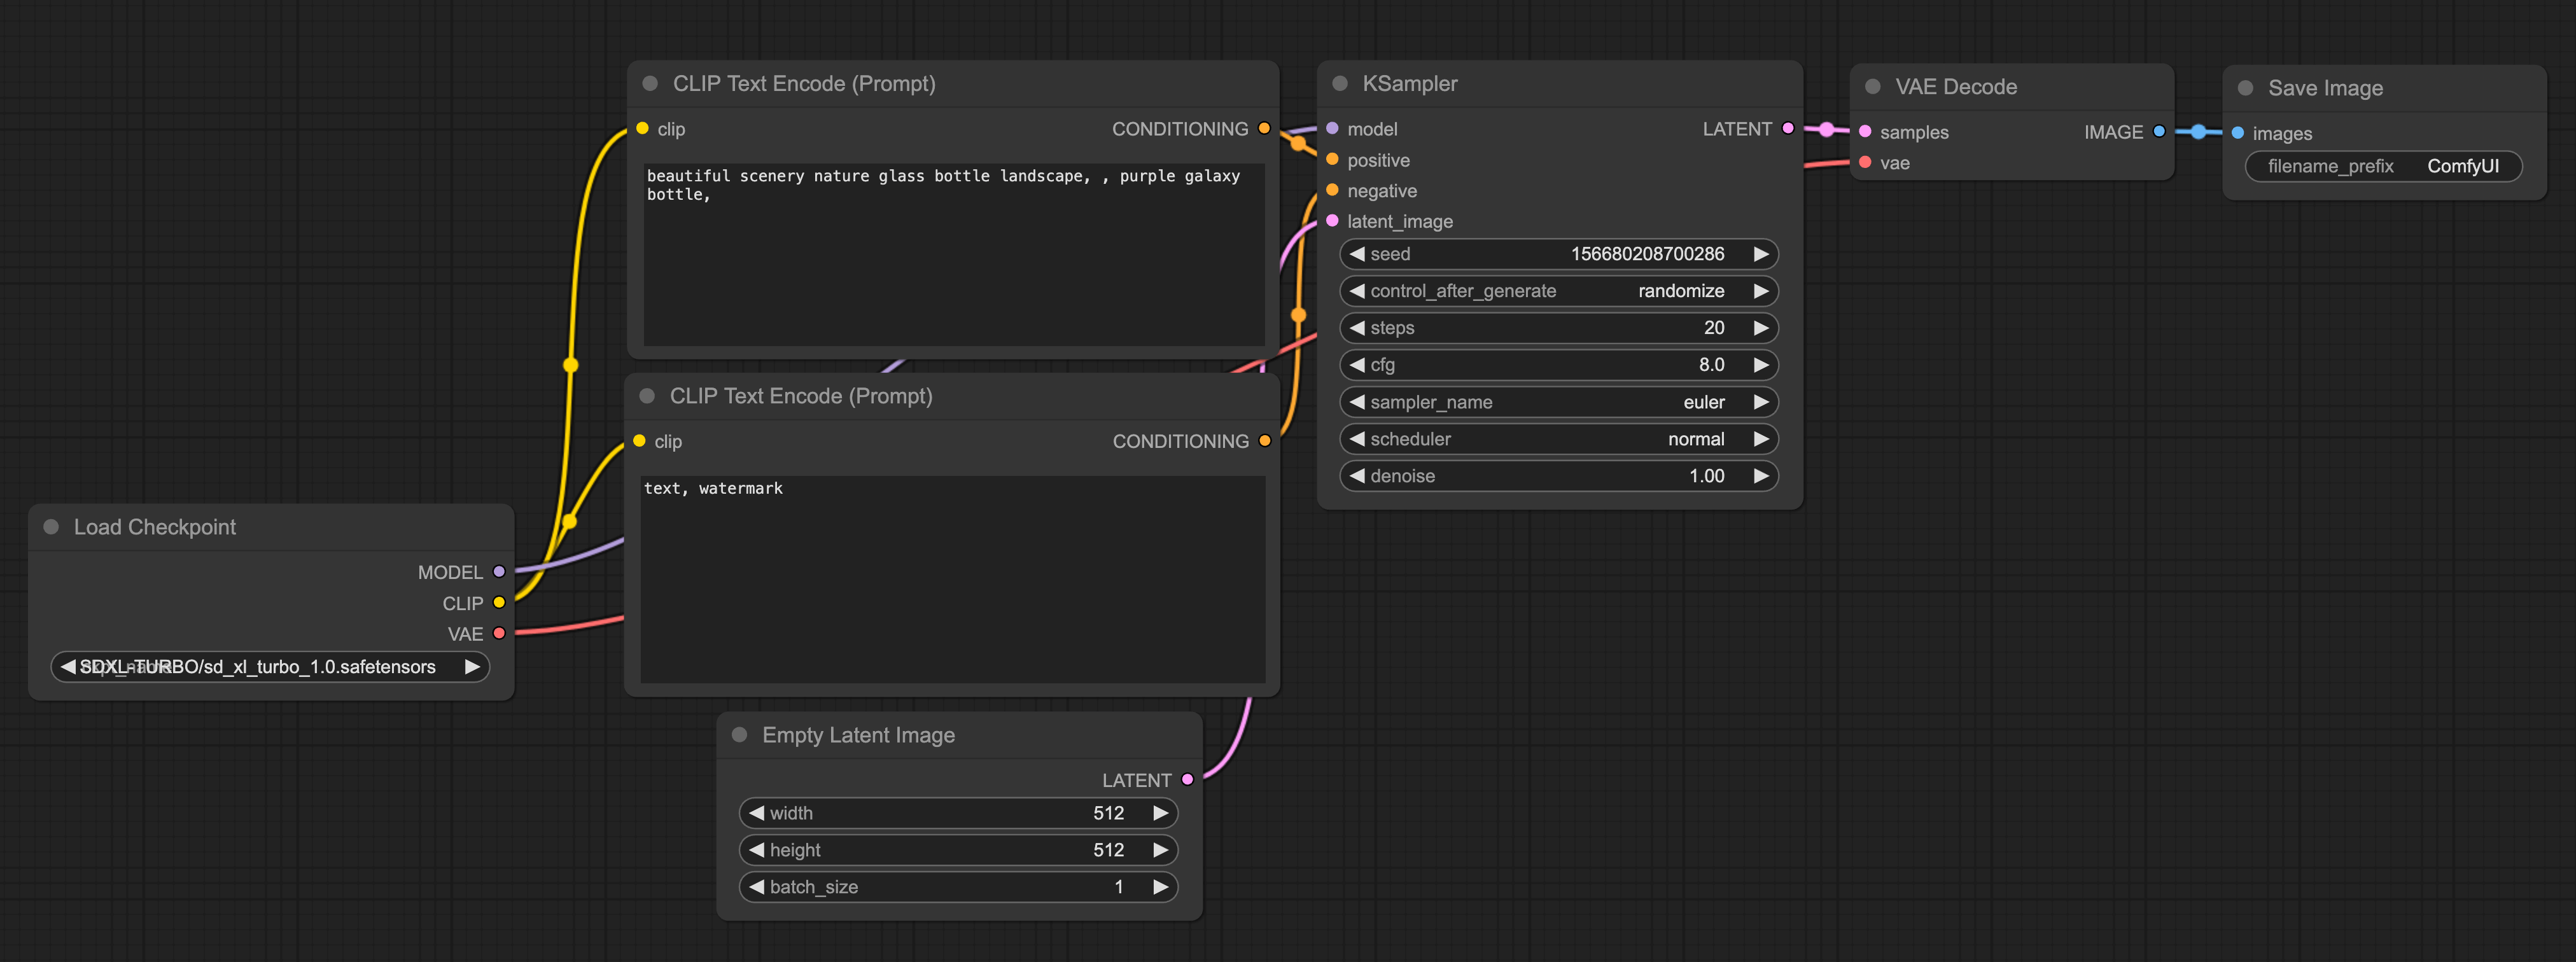 CLIP Text Encode (Prompt)
clip
CONDITIONING
beautiful scenery nature glass bottle landscape, , purple galaxy
bottle,
CLIP Text Encode (Prompt)
clip
CONDITIONING
text, watermark
Load Checkpoint
MODEL
CLIP
VAE
SDXL-TURBO/sd_xl_turbo_1.0.safetensors
Empty Latent Image
LATENT
width 512
height 512
batch_size 1
KSampler
model LATENT
positive
negative
latent_image
seed 156680208700286
control_after_generate randomize
steps 20
cfg 8.0
sampler_name euler
scheduler normal
denoise 1.00
VAE Decode
samples IMAGE
vae
Save Image
images
filename_prefix ComfyUI